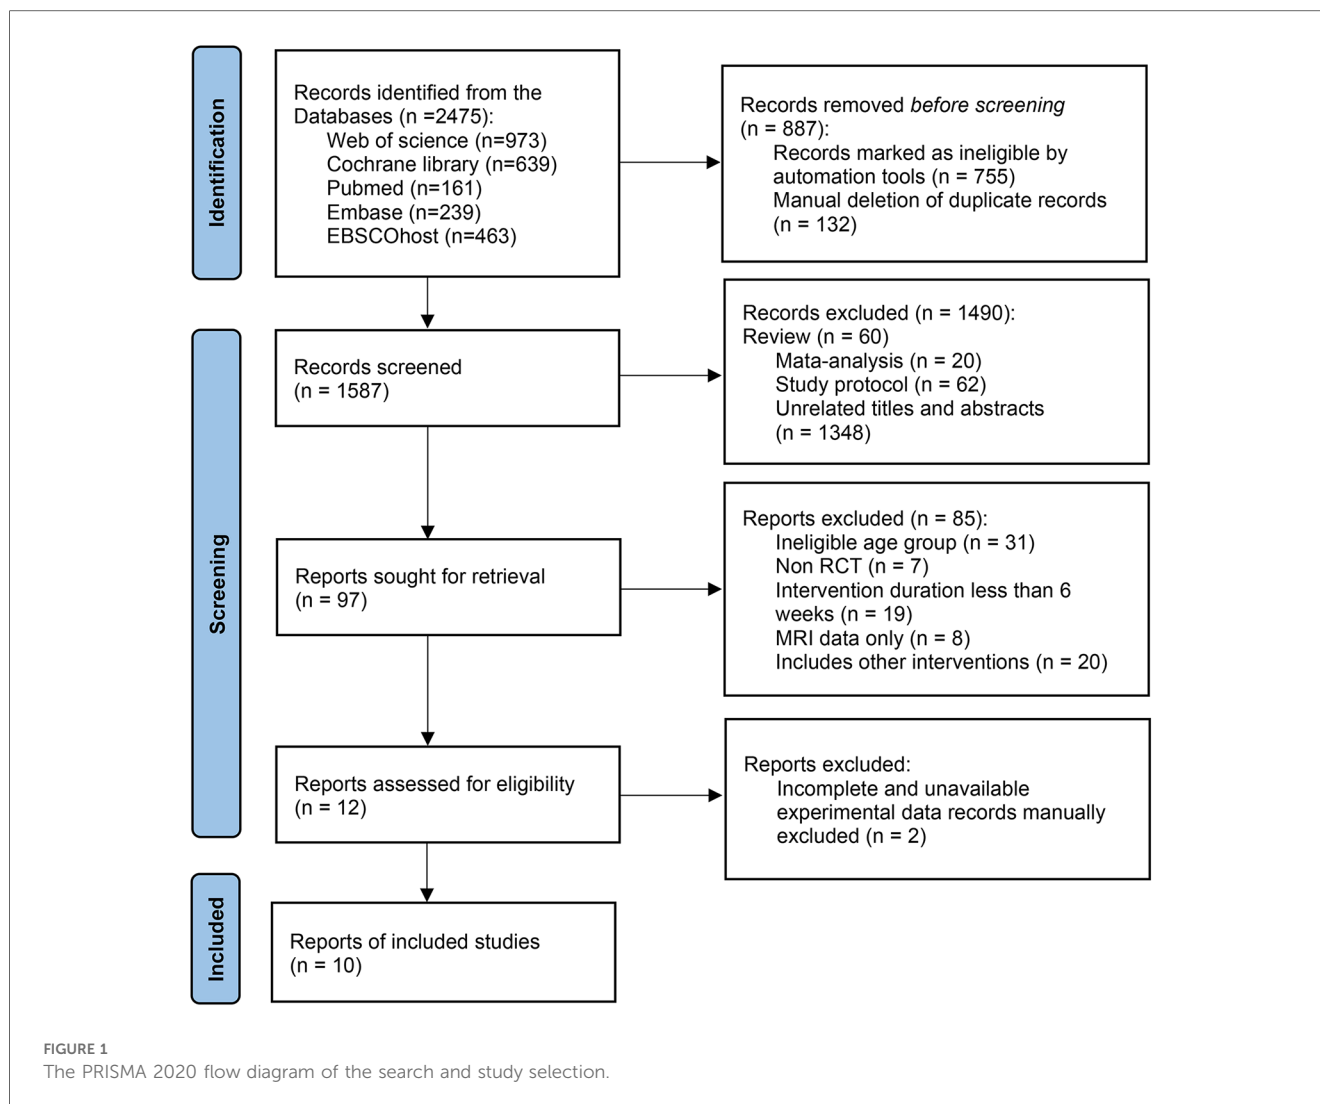 Identification
Records identified from the
Databases (n =2475):
Web of science (n=973)
Cochrane library (n=639)
Pubmed (n=161)
Embase (n=239)
EBSCOhost (n=463)
Records removed before screening
(n = 887):
Records marked as ineligible by
automation tools (n = 755)
Manual deletion of duplicate records
(n = 132)
Screening
Records screened
(n = 1587)
Records excluded (n = 1490):
Review (n = 60)
Mata-analysis (n = 20)
Study protocol (n = 62)
Unrelated titles and abstracts
(n = 1348)
Reports sought for retrieval
(n = 97)
Reports excluded (n = 85):
Ineligible age group (n = 31)
Non RCT (n = 7)
Intervention duration less than 6
weeks (n = 19)
MRI data only (n = 8)
Includes other interventions (n = 20)
Reports assessed for eligibility
(n = 12)
Reports excluded:
Incomplete and unavailable
experimental data records manually
excluded (n = 2)
Included
Reports of included studies
(n = 10)
FIGURE 1
The PRISMA 2020 flow diagram of the search and study selection.